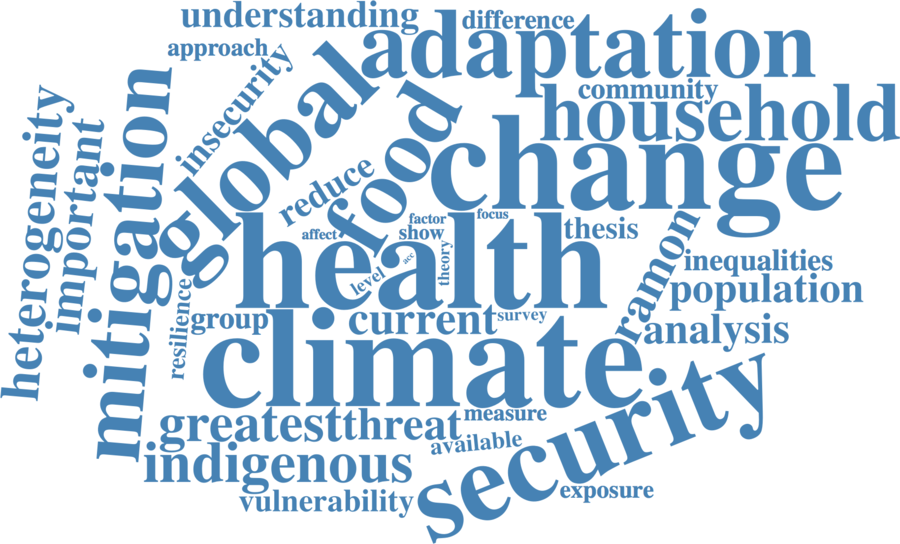 understanding
difference
approach
adaptation
insecurity
community
household
mitigation
global
food
change
heterogeneity
important
reduce
factor
focus
affect
show
thesis
health
theory
acc
level
ramon
inequalities
population
resilience
group
current
survey
analysis
climate
security
greatest
threat
measure
available
indigenous
vulnerability
exposure